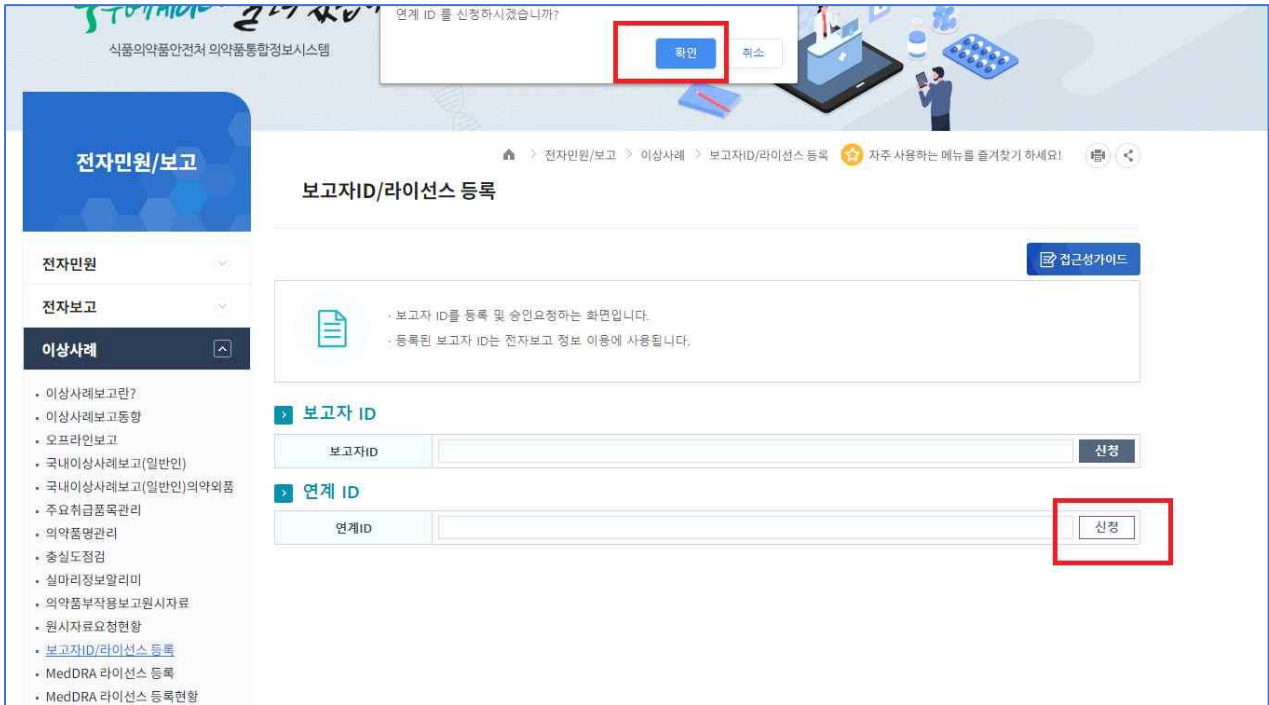 연계 ID 를 신청하시겠습니까?
식품의약품안전처 의약품통합정보시스템
확인
취소
전자민원/보고
전자민원/보고 > 이상사례 > 보고자ID/라이선스 등록
자주 사용하는 메뉴를 즐겨찾기 하세요!
보고자ID/라이선스 등록
접근성가이드
전자민원
전자보고
이상사례
· 보고자 ID를 등록 및 승인요청하는 화면입니다.
· 등록된 보고자 ID는 전자보고 정보 이용에 사용됩니다.
이상사례보고란?
이상사례보고동향
오프라인보고
국내이상사례보고(일반인)
국내이상사례보고(일반인)의약외품
주요취급품목관리
의약품명관리
충실도점검
실마리정보알리미
의약품부작용보고원시자료
원시자료요청현황
보고자ID/라이선스 등록
MedDRA 라이선스 등록
MedDRA 라이선스 등록현황
보고자 ID
보고자ID
신청
연계 ID
연계ID
신청